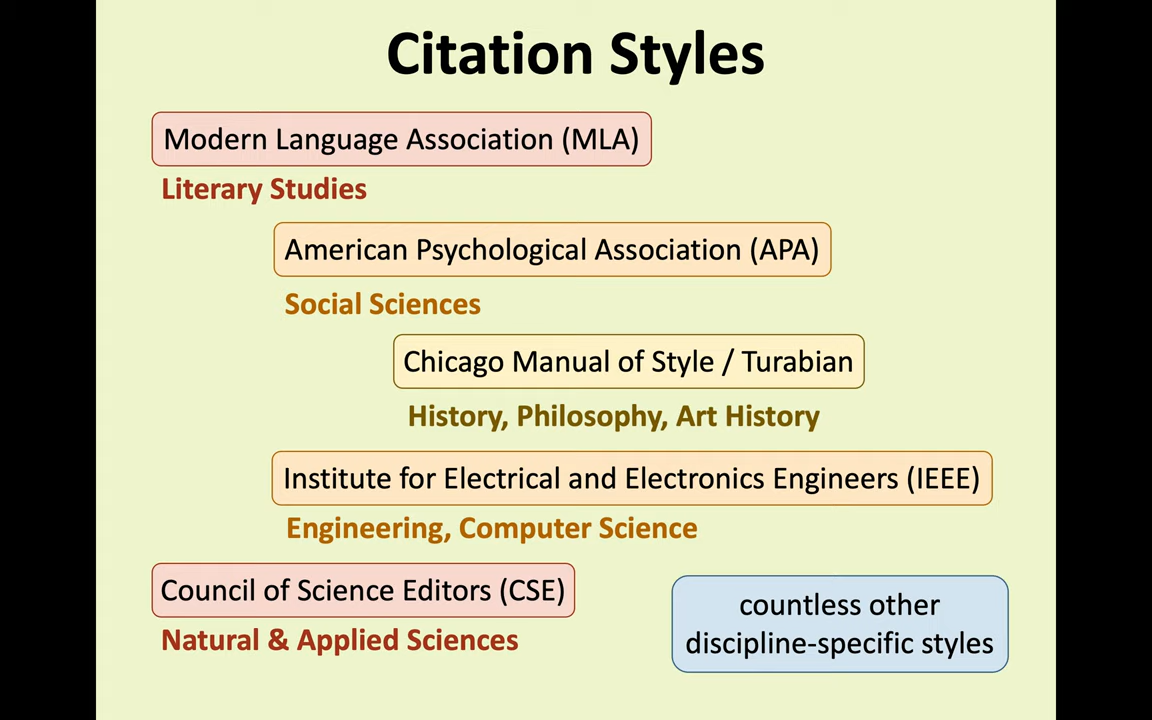 Citation Styles
Modern Language Association (MLA)
Literary Studies
American Psychological Association (APA)
Social Sciences
Chicago Manual of Style / Turabian
History, Philosophy, Art History
Institute for Electrical and Electronics Engineers (IEEE)
Engineering, Computer Science
Council of Science Editors (CSE)
Natural & Applied Sciences
countless other
discipline-specific styles